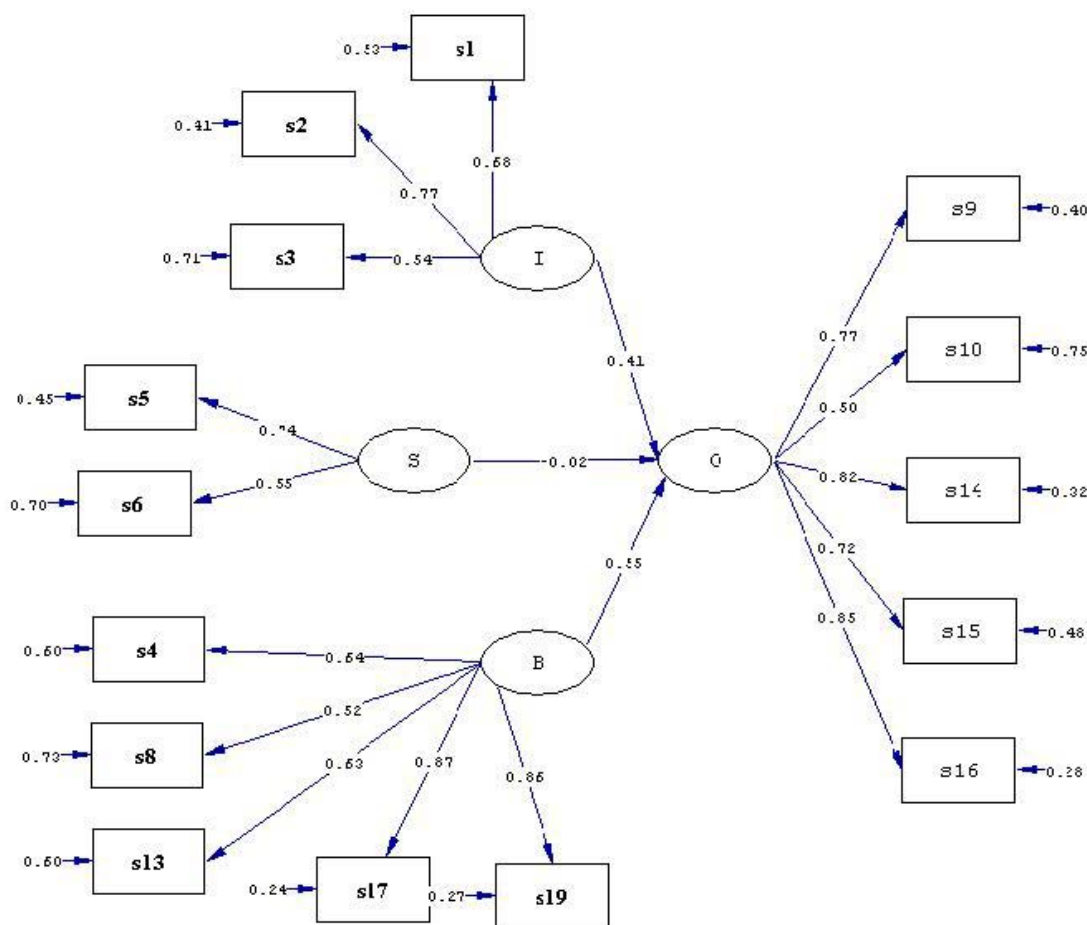 0.53 s1
0.41 s2
0.68
0.77
s9 0.40
0.71 s3 0.54 I
0.77
s10 0.75
0.41
0.45 s5
0.74
0.50
S -0.02 O
0.55
0.70 s6
0.82 s14 0.32
0.72
0.55
0.85
s15 0.48
0.60 s4 0.64 B
0.52
0.73 s8
0.63
0.87
0.86
s16 0.28
0.60 s13
0.24 s17 0.27 s19